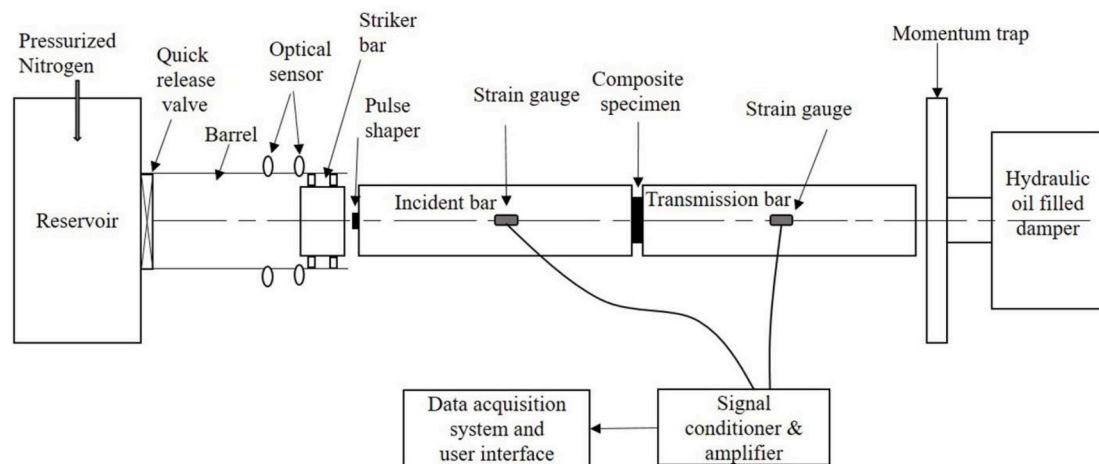 Pressurized
Nitrogen
Quick
release
valve
Barrel
Optical
sensor
Striker
bar
Pulse
shaper
Strain gauge
Composite
specimen
Strain gauge
Momentum trap
Reservoir
Incident bar
Transmission bar
Hydraulic
oil filled
damper
Data acquisition
system and
user interface
Signal
conditioner &
amplifier